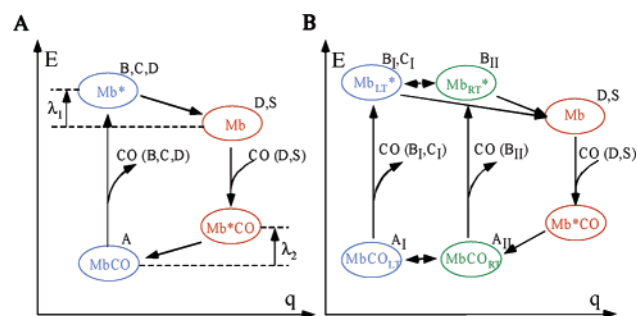 A
E
B,C,D
Mb*
λ1
D,S
Mb
CO (B,C,D)
CO (D,S)
Mb*CO
A
MbCO
λ2
q
B
E
BI,CI
BII
MbLT*
MbRT*
D,S
Mb
CO (BI,CI)
CO (BII)
CO (D,S)
Mb*CO
AI
AII
MbCOLT
MbCORT
q